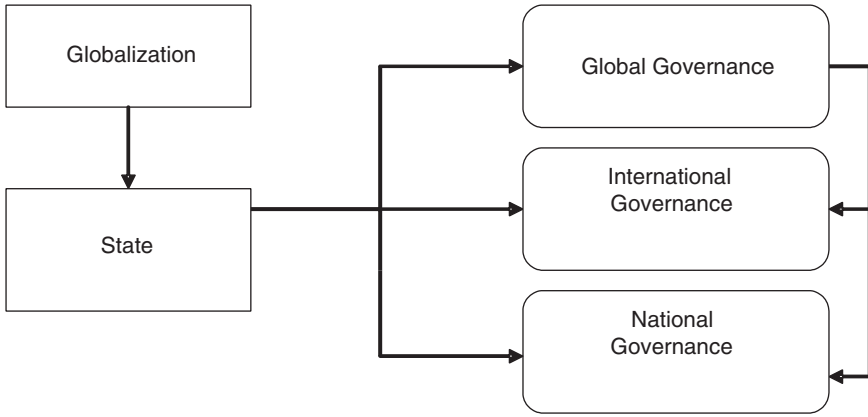 Globalization
Global Governance
International
Governance
State
National
Governance